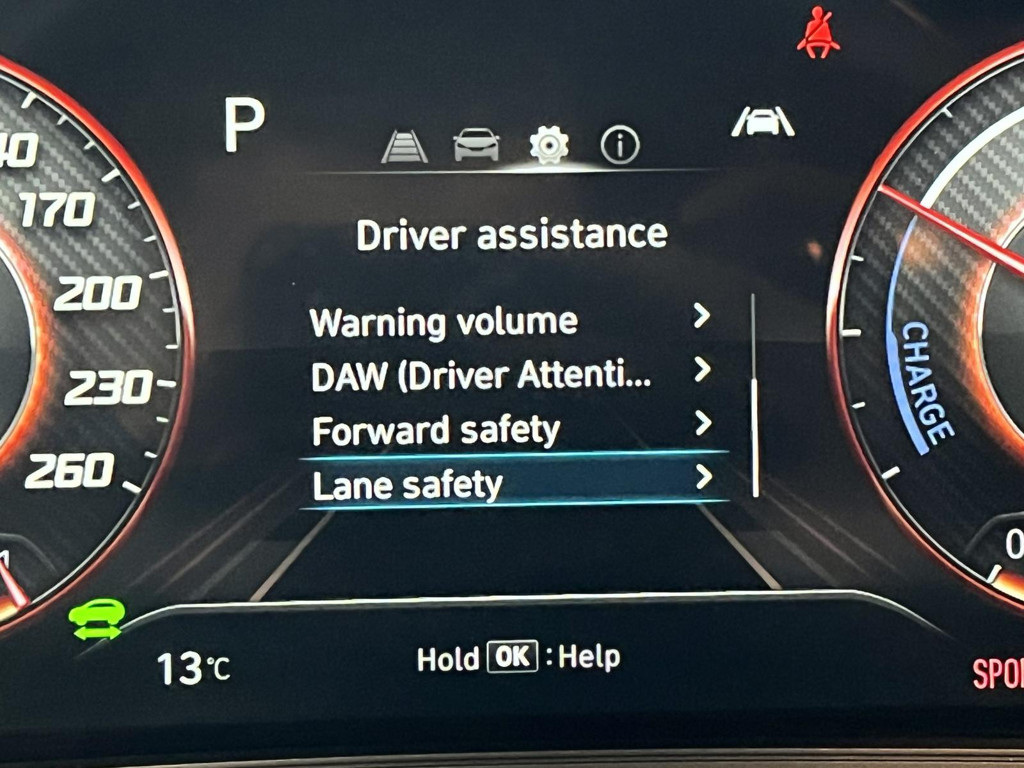 P
170
200
230
260
Driver assistance
Warning volume
DAW (Driver Attenti...
Forward safety
Lane safety
CHARGE
0
13°C
Hold OK : Help